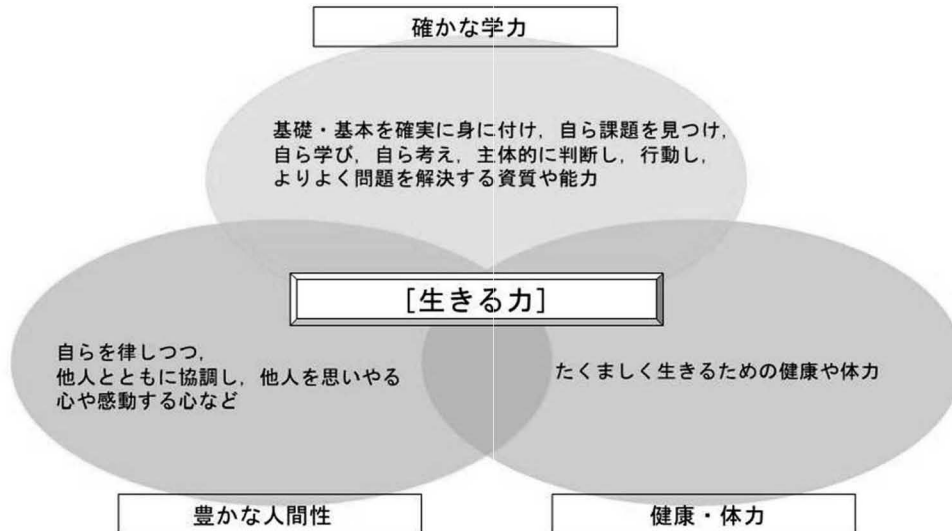 確かな学力
基礎・基本を確実に身に付け，自ら課題を見つけ，
自ら学び，自ら考え，主体的に判断し，行動し，
よりよく問題を解決する資質や能力
[生きる力]
自らを律しつつ，
他人とともに協調し，他人を思いやる
心や感動する心など
たくましく生きるための健康や体力
豊かな人間性
健康・体力